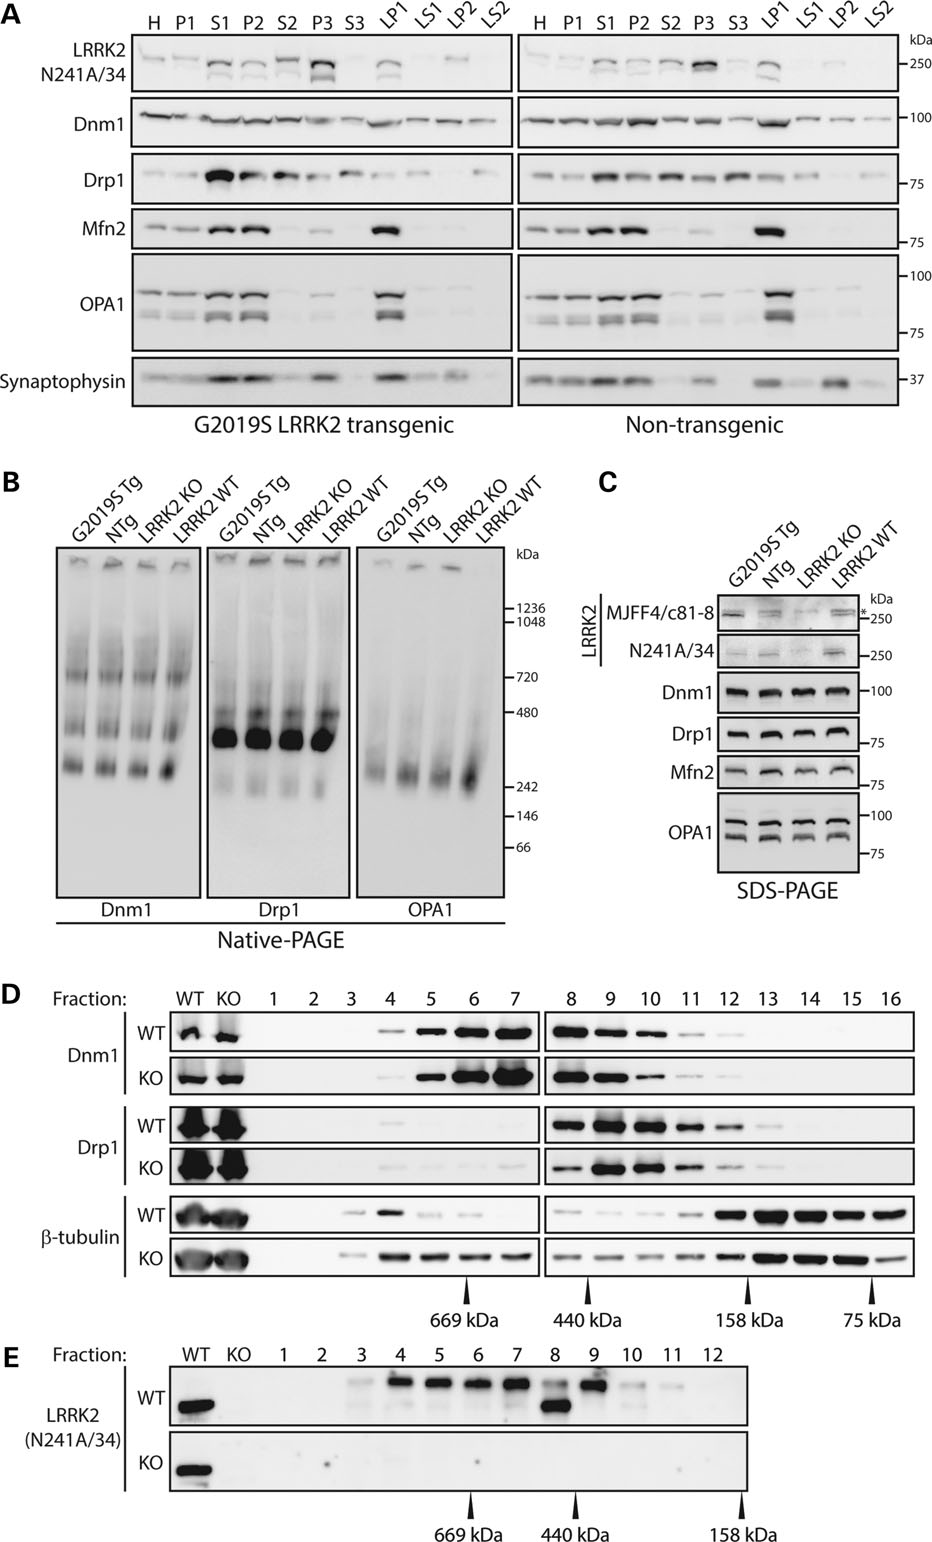 A
H P1 S1 P2 S2 P3 S3 LP1 LS1 LP2 LS2
H P1 S1 P2 S2 P3 S3 LP1 LS1 LP2 LS2
kDa
LRRK2
N241A/34
250
Dnm1
100
Drp1
75
Mfn2
75
OPA1
100
75
Synaptophysin
37
G2019S LRRK2 transgenic
Non-transgenic
B
G2019S Tg NTg LRRK2 KO LRRK2 WT
G2019S Tg NTg LRRK2 KO LRRK2 WT
G2019S Tg NTg LRRK2 KO LRRK2 WT
kDa
1236
1048
720
480
242
146
66
Dnm1 Drp1 OPA1
Native-PAGE
C
G2019S Tg NTg LRRK2 KO LRRK2 WT
kDa
LRRK2
MJFF4/c81-8
*
250
N241A/34
250
Dnm1
100
Drp1
75
Mfn2
75
OPA1
100
75
SDS-PAGE
D
Fraction: WT KO 1 2 3 4 5 6 7 8 9 10 11 12 13 14 15 16
Dnm1
WT
KO
Drp1
WT
KO
β-tubulin
WT
KO
669 kDa 440 kDa 158 kDa 75 kDa
E
Fraction: WT KO 1 2 3 4 5 6 7 8 9 10 11 12
LRRK2
(N241A/34)
WT
KO
669 kDa 440 kDa 158 kDa